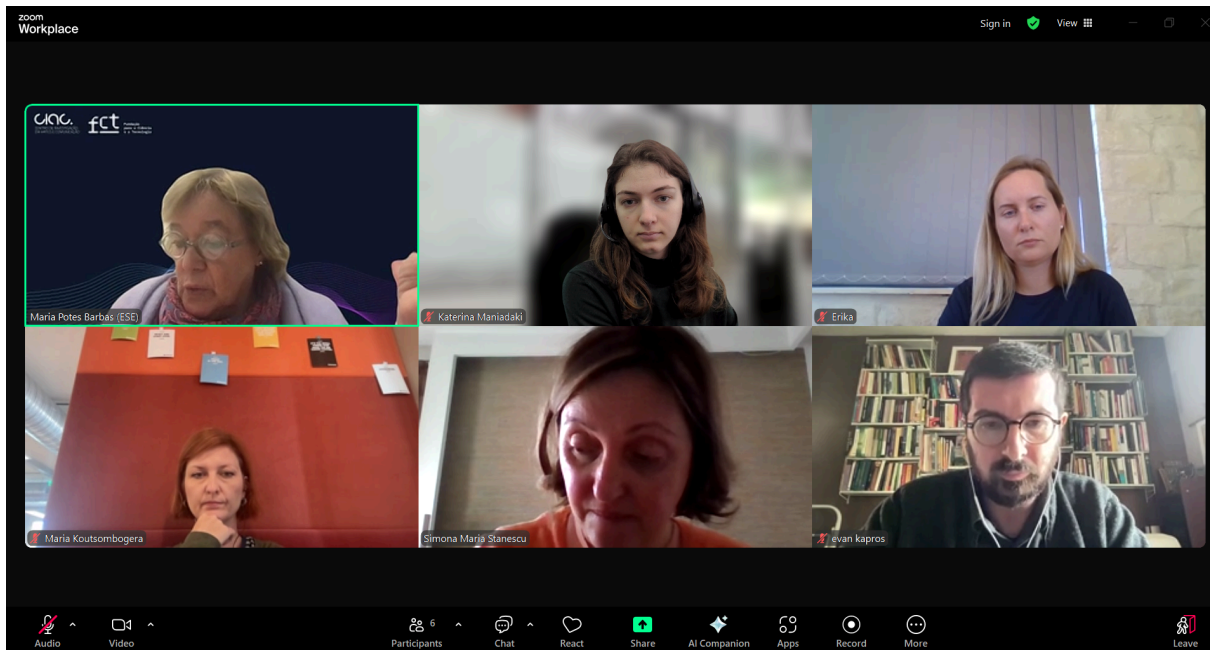 zoom
Workplace
Sign in
View
ciac.
fct
Maria Potes Barbas (ESE)
Katerina Maniadaki
Erika
Maria Koutsombogera
Simona Maria Stanescu
evan kapros
Audio
Video
6
Participants
Chat
React
Share
AI Companion
Apps
Record
More
Leave